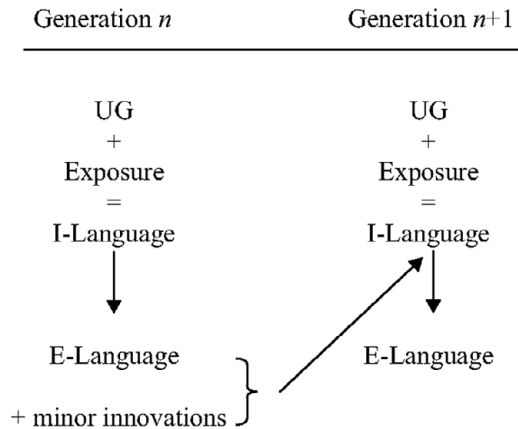 Generation n
Generation n+1
UG
+
Exposure
=
I-Language
E-Language
+ minor innovations
UG
+
Exposure
=
I-Language
E-Language